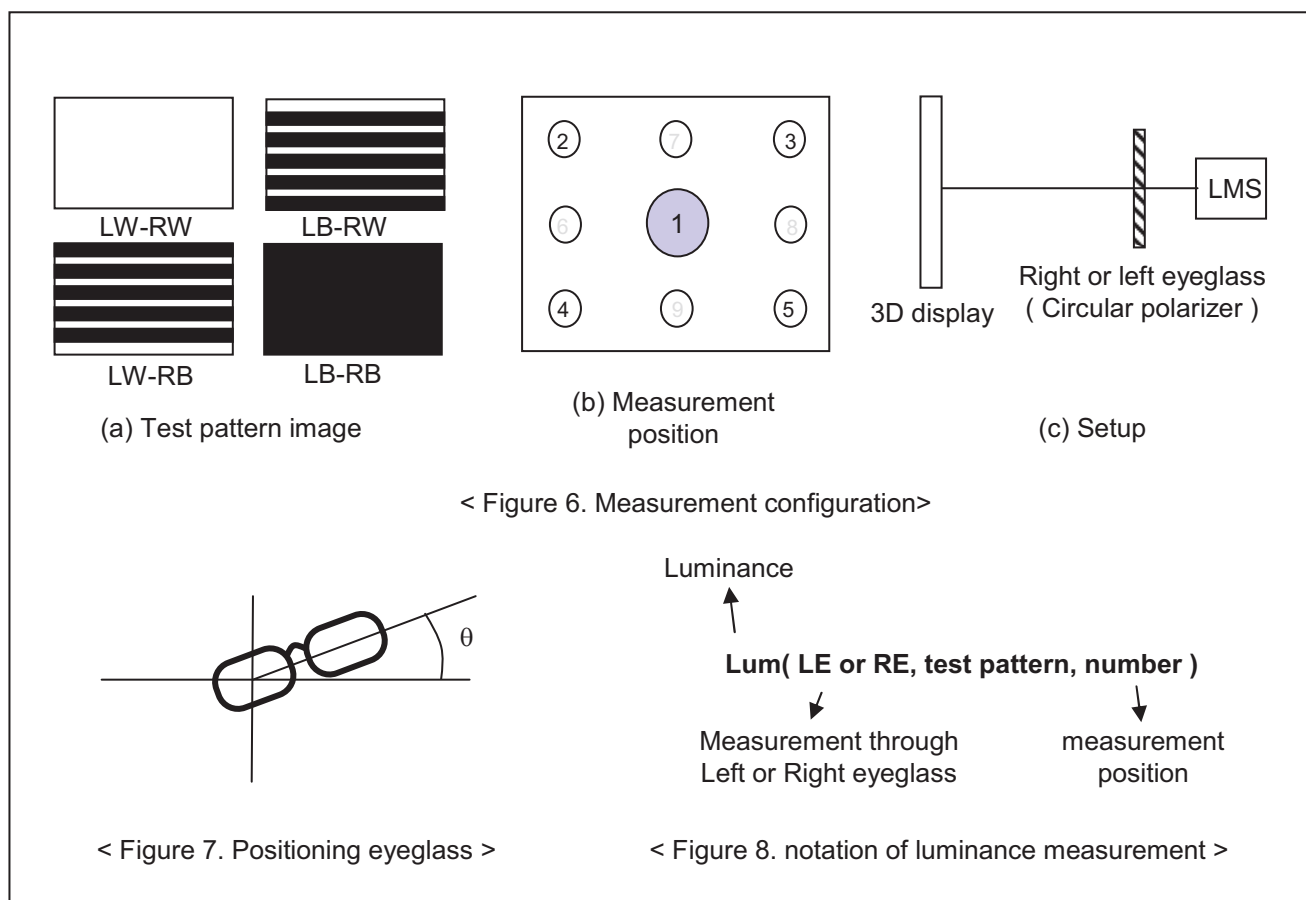 LW-RW
LB-RW
LW-RB
LB-RB
(a) Test pattern image
2
7
3
6
1
8
4
9
5
(b) Measurement
position
LMS
3D display
Right or left eyeglass
( Circular polarizer )
(c) Setup
< Figure 6. Measurement configuration>
θ
< Figure 7. Positioning eyeglass >
Luminance
Lum( LE or RE, test pattern, number )
Measurement through
Left or Right eyeglass
measurement
position
< Figure 8. notation of luminance measurement >